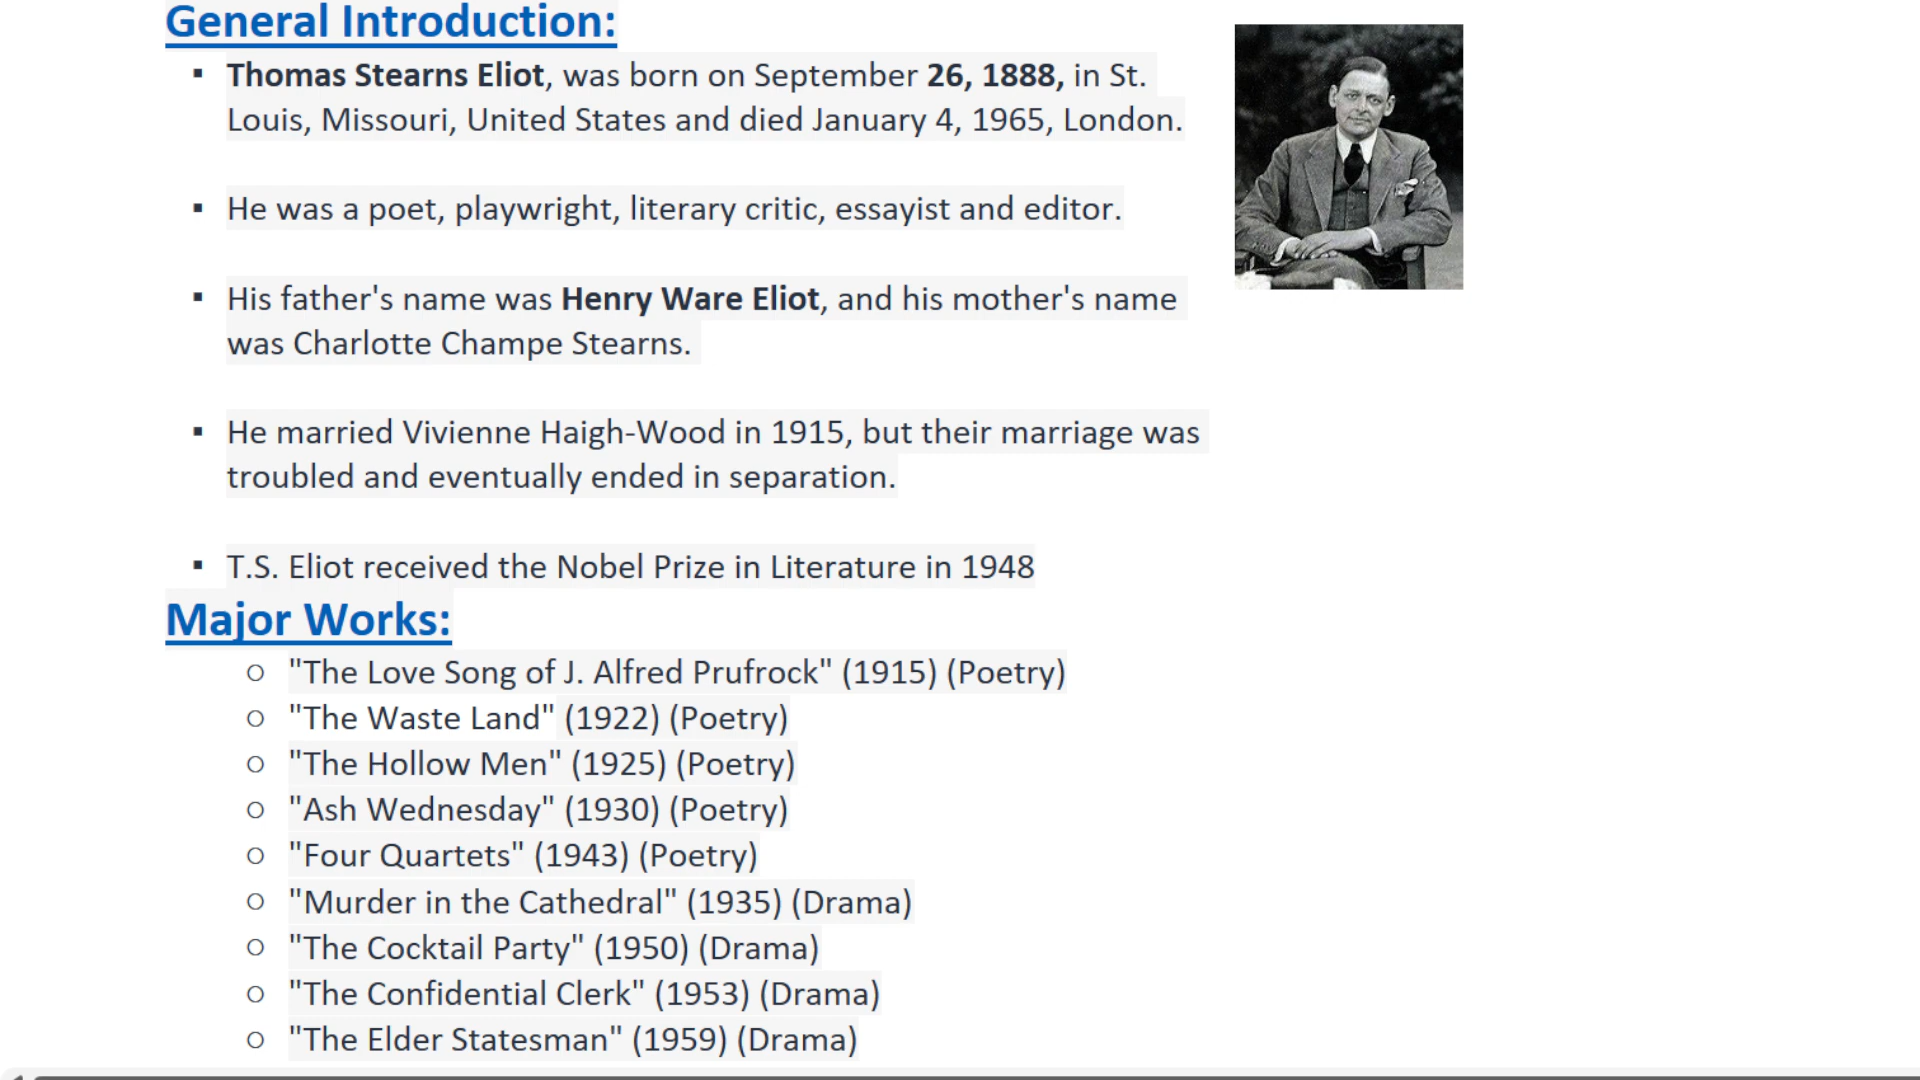 General Introduction:
▪ Thomas Stearns Eliot, was born on September 26, 1888, in St.
Louis, Missouri, United States and died January 4, 1965, London.
▪ He was a poet, playwright, literary critic, essayist and editor.
▪ His father's name was Henry Ware Eliot, and his mother's name
was Charlotte Champe Stearns.
▪ He married Vivienne Haigh-Wood in 1915, but their marriage was
troubled and eventually ended in separation.
▪ T.S. Eliot received the Nobel Prize in Literature in 1948
Major Works:
○ "The Love Song of J. Alfred Prufrock" (1915) (Poetry)
○ "The Waste Land" (1922) (Poetry)
○ "The Hollow Men" (1925) (Poetry)
○ "Ash Wednesday" (1930) (Poetry)
○ "Four Quartets" (1943) (Poetry)
○ "Murder in the Cathedral" (1935) (Drama)
○ "The Cocktail Party" (1950) (Drama)
○ "The Confidential Clerk" (1953) (Drama)
○ "The Elder Statesman" (1959) (Drama)